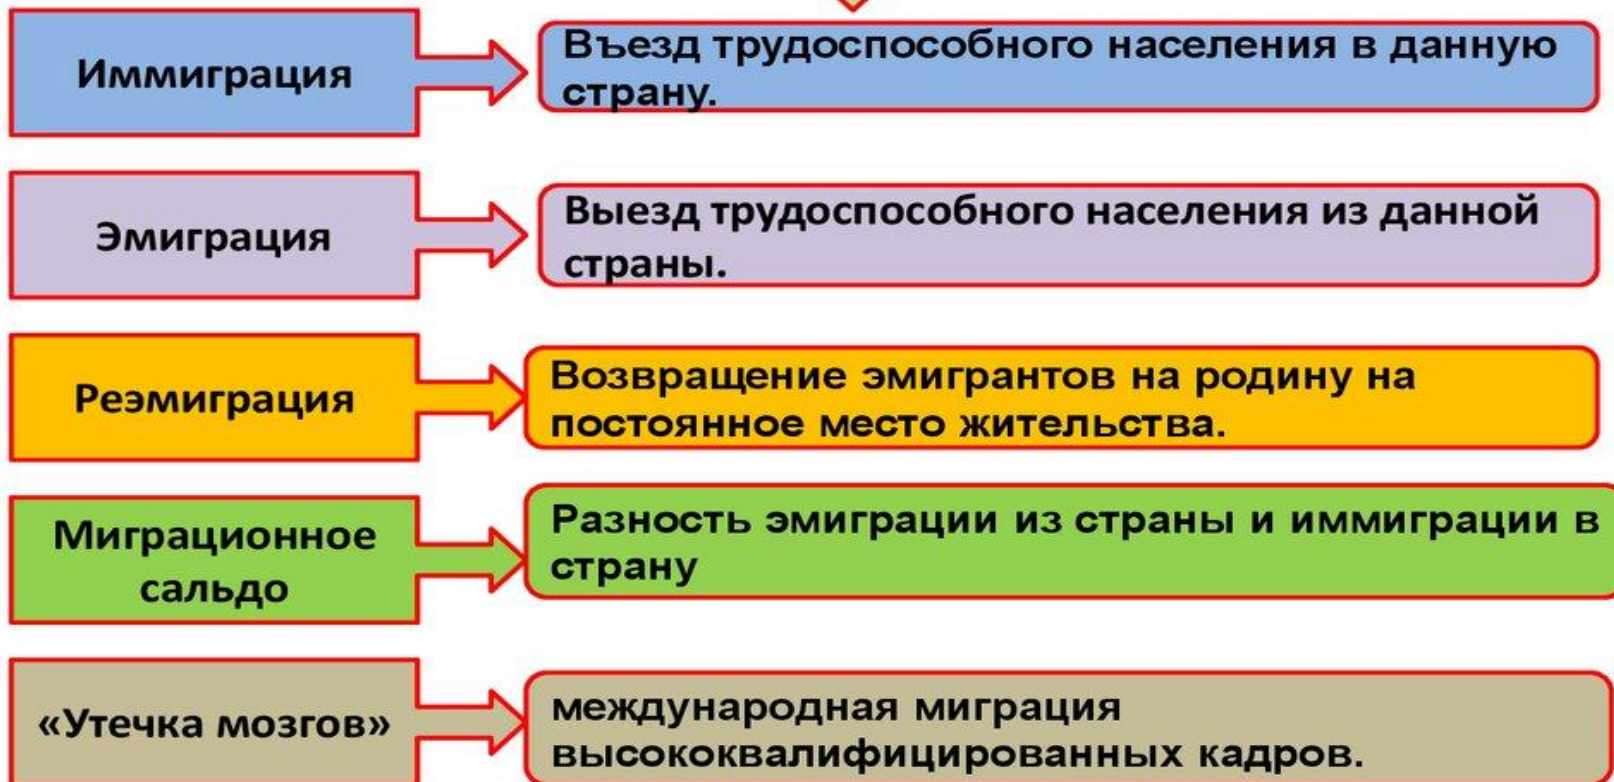 Иммиграция
Въезд трудоспособного населения в данную
страну.
Эмиграция
Выезд трудоспособного населения из данной
страны.
Реэмиграция
Возвращение эмигрантов на родину на
постоянное место жительства.
Миграционное
сальдо
Разность эмиграции из страны и иммиграции в
страну
«Утечка мозгов»
международная миграция
высококвалифицированных кадров.